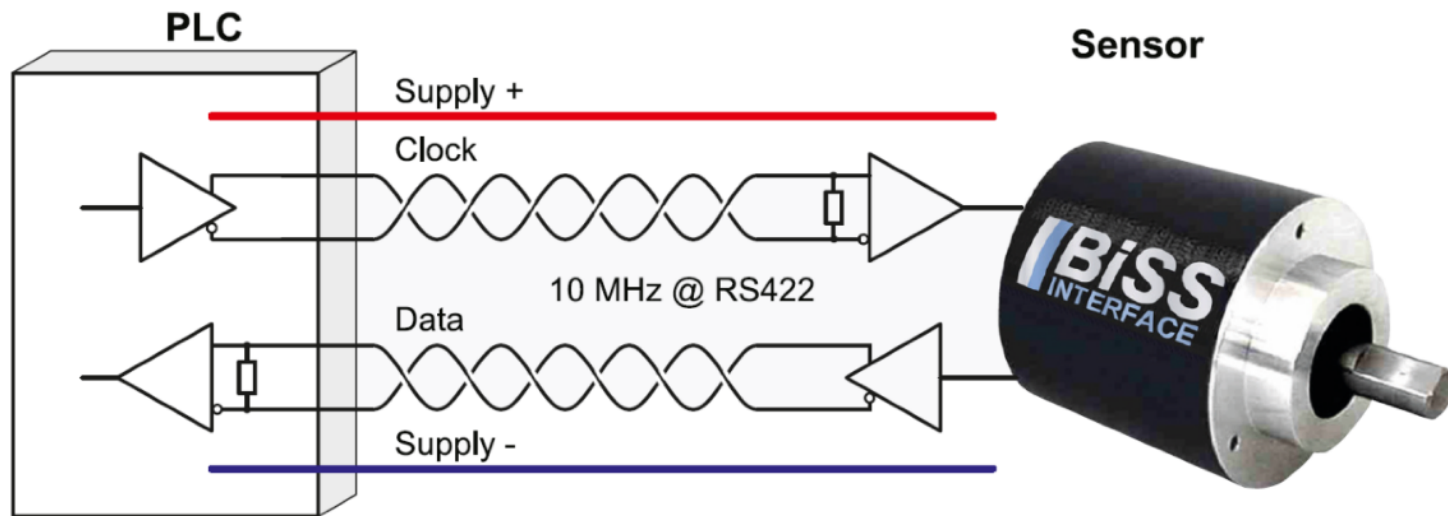 PLC
Sensor
Supply +
Clock
10 MHz @ RS422
Data
Supply -
BiSS
INTERFACE